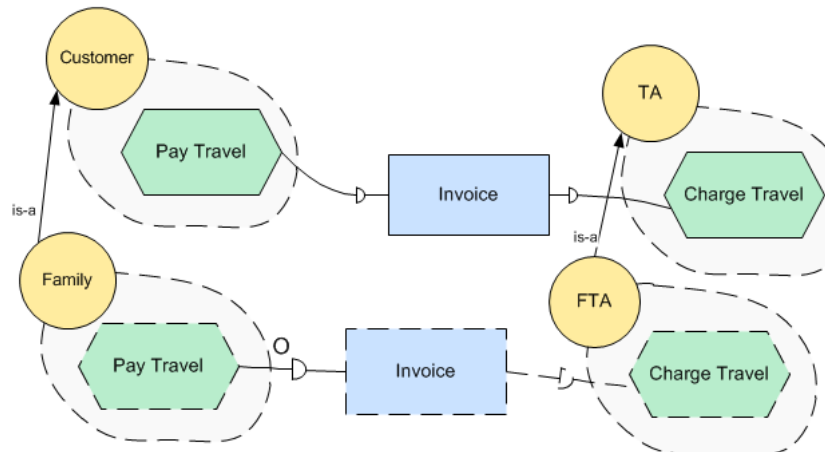 Customer
TA
Pay Travel
Invoice
Charge Travel
is-a
is-a
Family
FTA
O
Pay Travel
Invoice
Charge Travel